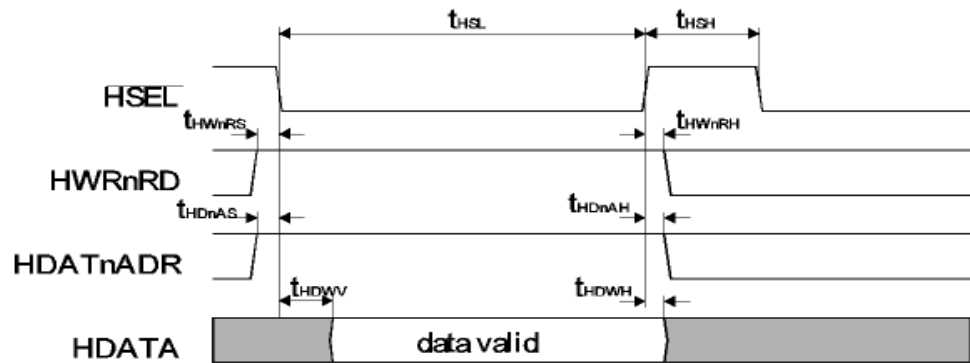 tHSL tHSH
HSEL
tHWnRS tHWnRH
HWRnRD
tHDnAS tHDnAH
HDATnADR
tHDWV tHDWH
HDATA data valid